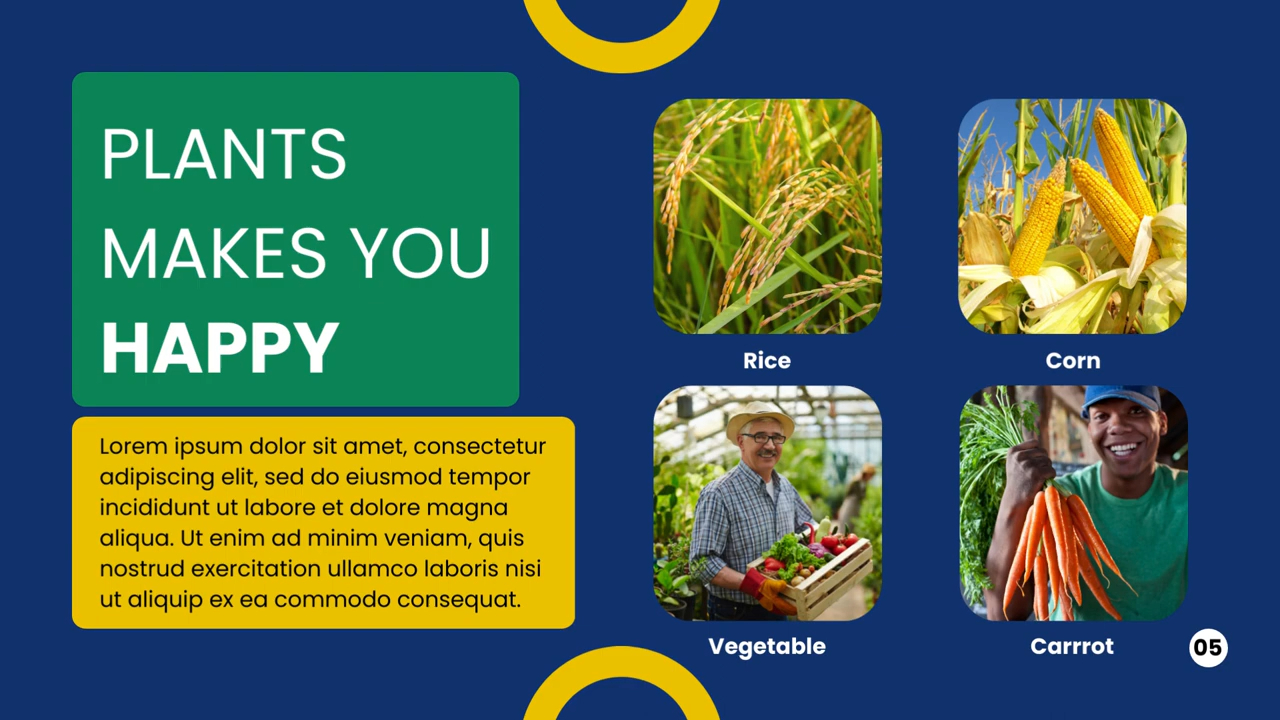 PLANTS
MAKES YOU
HAPPY
Lorem ipsum dolor sit amet, consectetur
adipiscing elit, sed do eiusmod tempor
incididunt ut labore et dolore magna
aliqua. Ut enim ad minim veniam, quis
nostrud exercitation ullamco laboris nisi
ut aliquip ex ea commodo consequat.
Rice
Corn
Vegetable
Carrrot
05